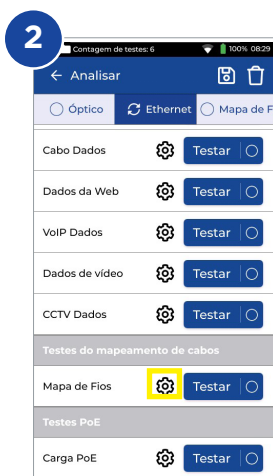 2
Contagem de testes: 6 100% 08:29
← Analisar
Óptico Ethernet Mapa de F
Cabo Dados Testar
Dados da Web Testar
VoIP Dados Testar
Dados de vídeo Testar
CCTV Dados Testar
Testes do mapeamento de cabos
Mapa de Fios Testar
Testes PoE
Carga PoE Testar